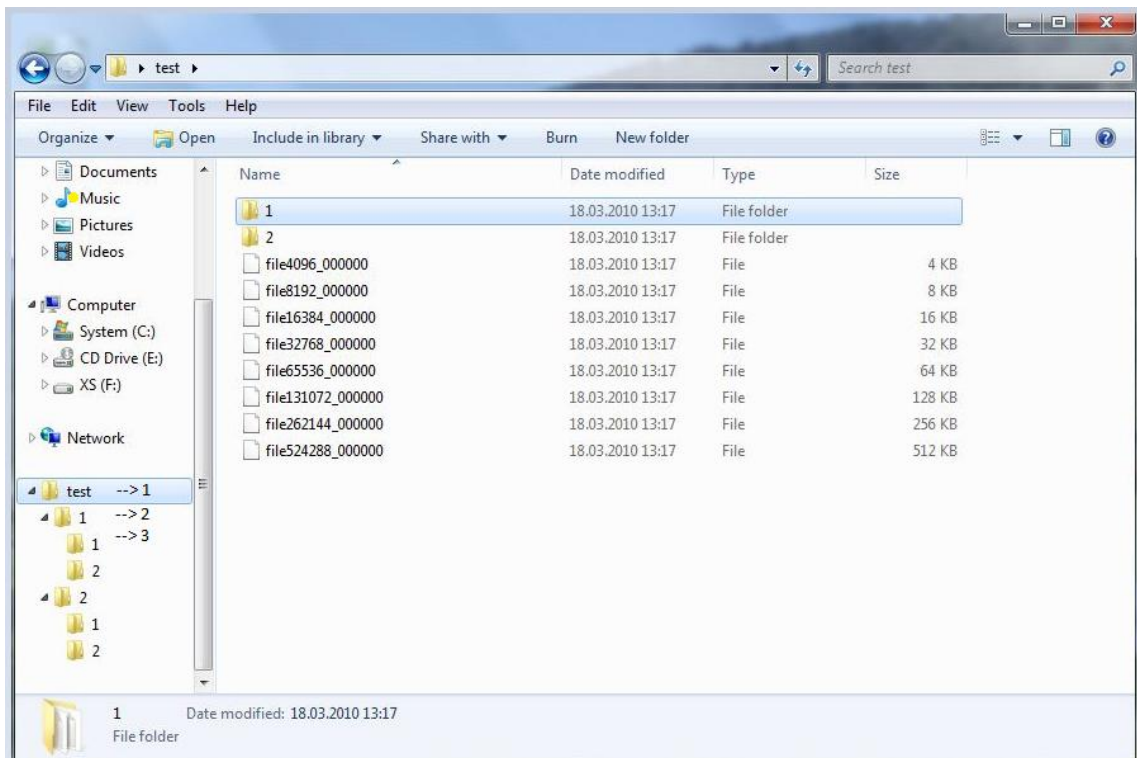 test
Search test
File Edit View Tools Help
Organize Open Include in library Share with Burn New folder
Documents
Music
Pictures
Videos
Computer
System (C:)
CD Drive (E:)
XS (F:)
Network
test -->1
1 -->2
1 -->3
2
2
1
2
Name Date modified Type Size
1 18.03.2010 13:17 File folder
2 18.03.2010 13:17 File folder
file4096_000000 18.03.2010 13:17 File 4 KB
file8192_000000 18.03.2010 13:17 File 8 KB
file16384_000000 18.03.2010 13:17 File 16 KB
file32768_000000 18.03.2010 13:17 File 32 KB
file65536_000000 18.03.2010 13:17 File 64 KB
file131072_000000 18.03.2010 13:17 File 128 KB
file262144_000000 18.03.2010 13:17 File 256 KB
file524288_000000 18.03.2010 13:17 File 512 KB
1 Date modified: 18.03.2010 13:17
File folder